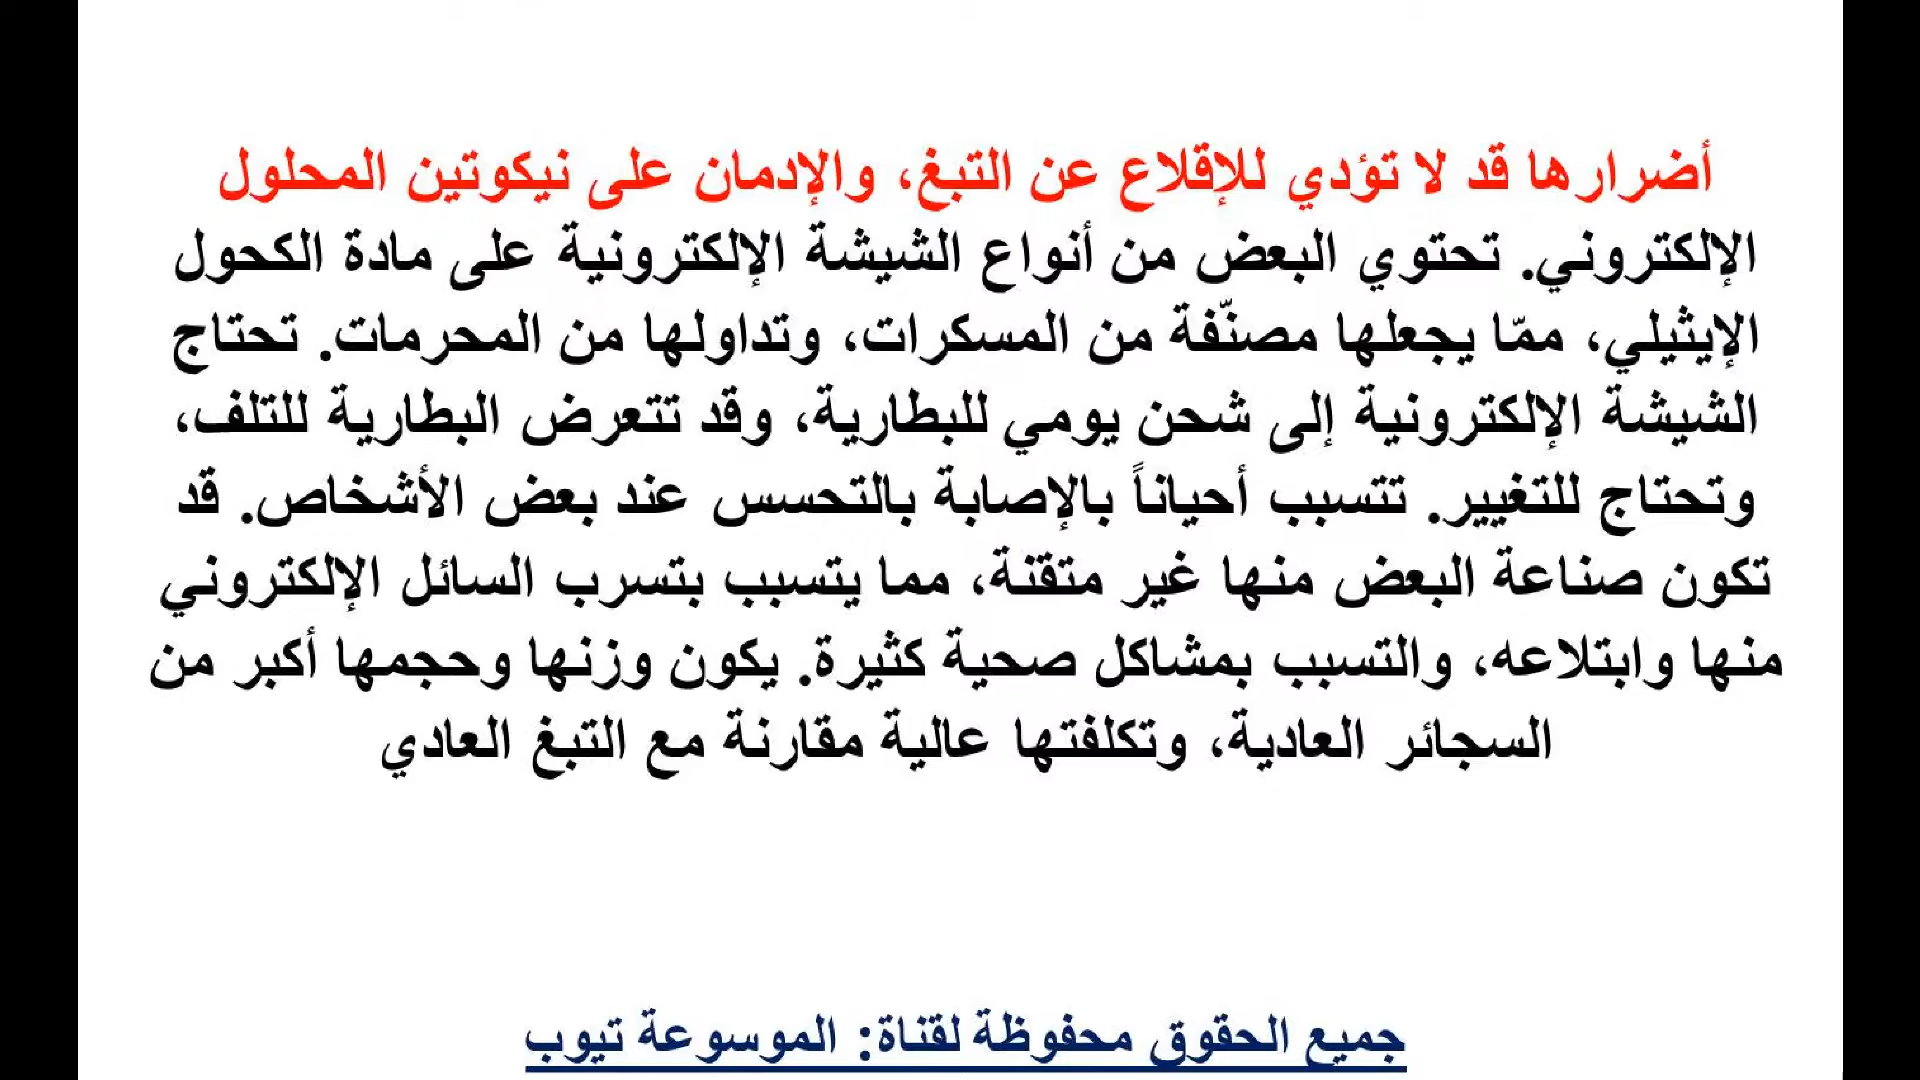 أضرارها قد لا تؤدي للإقلاع عن التبغ، والإدمان على نيكوتين المحلول
الإلكتروني. تحتوي البعض من أنواع الشيشة الإلكترونية على مادة الكحول
الإيثيلي، ممّا يجعلها مصنّفة من المسكرات، وتداولها من المحرمات. تحتاج
الشيشة الإلكترونية إلى شحن يومي للبطارية، وقد تتعرض البطارية للتلف،
وتحتاج للتغيير. تتسبب أحياناً بالإصابة بالتحسس عند بعض الأشخاص. قد
تكون صناعة البعض منها غير متقنة، مما يتسبب بتسرب السائل الإلكتروني
منها وابتلاعه، والتسبب بمشاكل صحية كثيرة. يكون وزنها وحجمها أكبر من
السجائر العادية، وتكلفتها عالية مقارنة مع التبغ العادي
جميع الحقوق محفوظة لقناة: الموسوعة تيوب